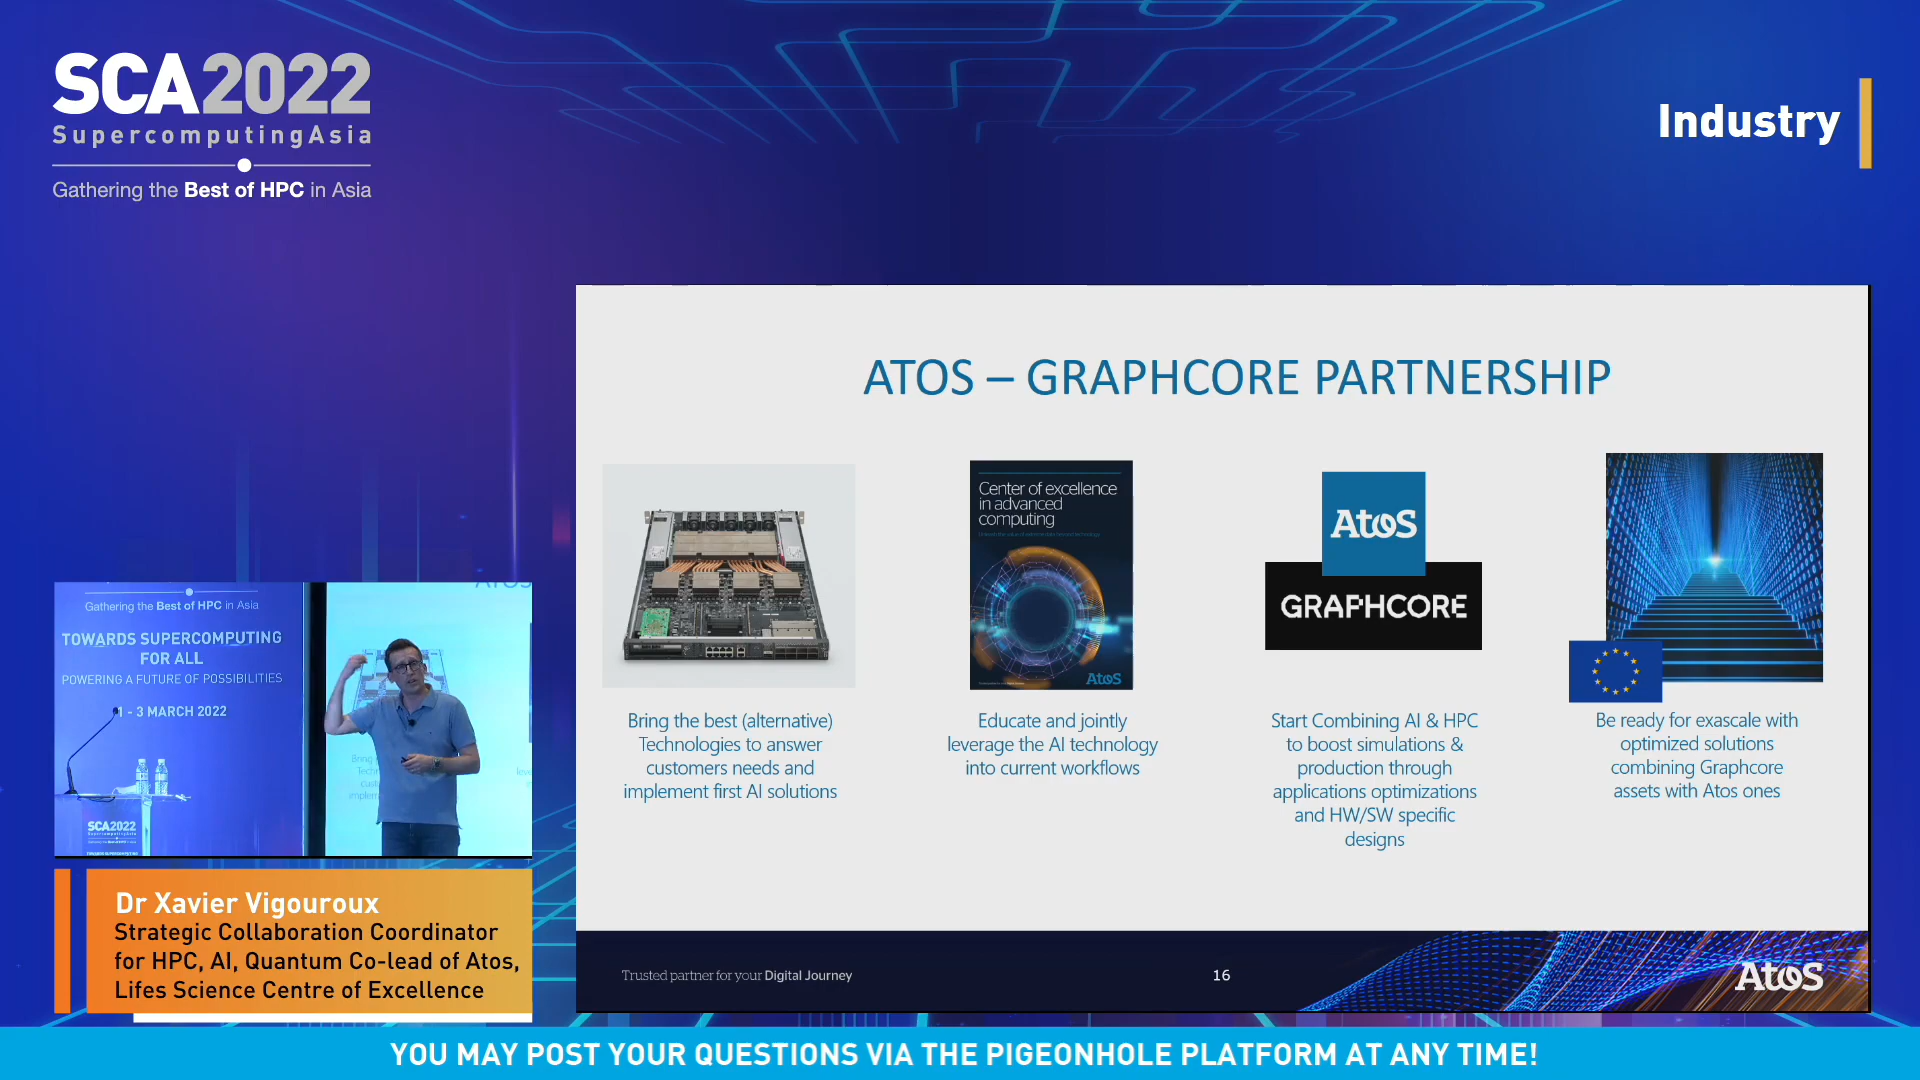 SCA2022
SupercomputingAsia
Gathering the Best of HPC in Asia
Industry
ATOS – GRAPHCORE PARTNERSHIP
Center of excellence
in advanced
computing
Atos
Atos
GRAPHCORE
Bring the best (alternative)
Technologies to answer
customers needs and
implement first AI solutions
Educate and jointly
leverage the AI technology
into current workflows
Start Combining AI & HPC
to boost simulations &
production through
applications optimizations
and HW/SW specific
designs
Be ready for exascale with
optimized solutions
combining Graphcore
assets with Atos ones
Trusted partner for your Digital Journey
16
Atos
Gathering the Best of HPC in Asia
TOWARDS SUPERCOMPUTING
FOR ALL
POWERING A FUTURE OF POSSIBILITIES
1 - 3 MARCH 2022
SCA2022
Dr Xavier Vigouroux
Strategic Collaboration Coordinator
for HPC, AI, Quantum Co-lead of Atos,
Lifes Science Centre of Excellence
YOU MAY POST YOUR QUESTIONS VIA THE PIGEONHOLE PLATFORM AT ANY TIME!